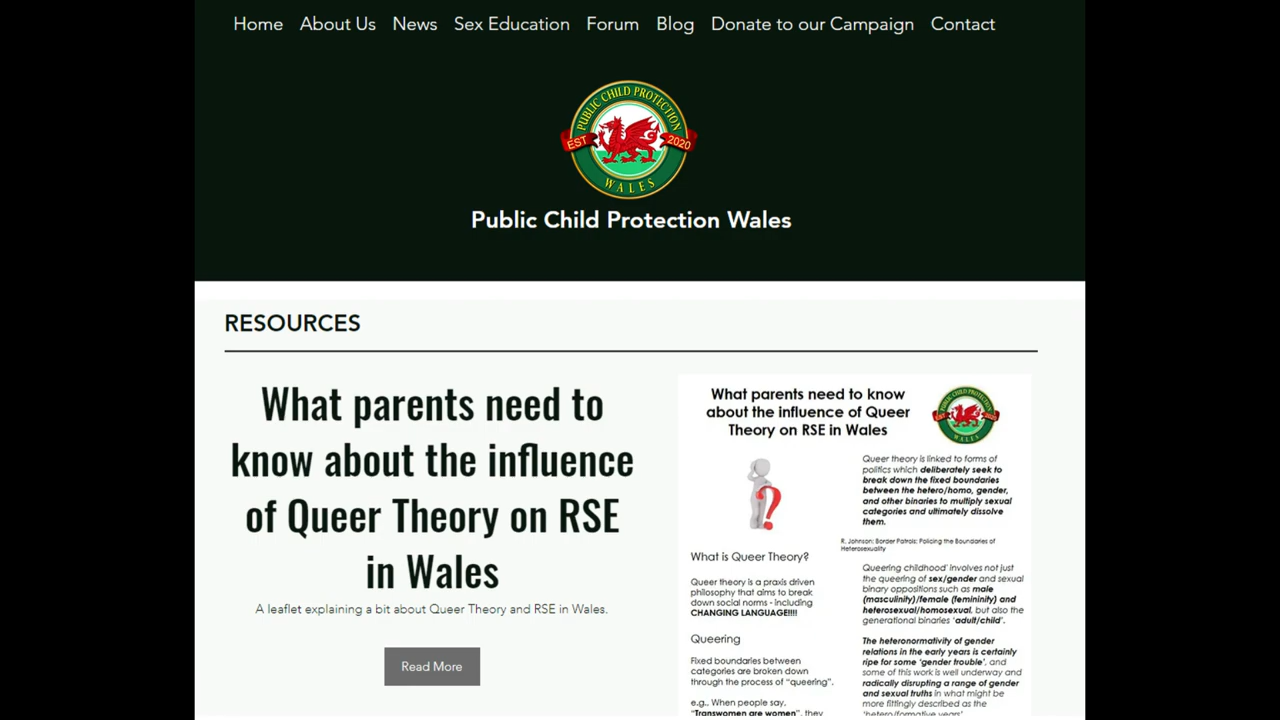 Home About Us News Sex Education Forum Blog Donate to our Campaign Contact
PUBLIC CHILD PROTECTION
EST 2020
WALES
Public Child Protection Wales
RESOURCES
What parents need to
know about the influence
of Queer Theory on RSE
in Wales
A leaflet explaining a bit about Queer Theory and RSE in Wales.
Read More
What parents need to know
about the influence of Queer
Theory on RSE in Wales
PUBLIC CHILD PROTECTION
WALES
What is Queer Theory?
Queer theory is a praxis driven
philosophy that aims to break
down social norms - including
CHANGING LANGUAGE!!!!
Queering
Fixed boundaries between
categories are broken down
through the process of "queering".
e.g.. When people say,
"Transwomen are women", they
Queer theory is linked to forms of
politics which deliberately seek to
break down the fixed boundaries
between the hetero/homo, gender,
and other binaries to multiply sexual
categories and ultimately dissolve
them.
R. Johnson: Border Patrols: Policing the Boundaries of
Heterosexuality
Queering childhood' involves not just
the queering of sex/gender and sexual
binary oppositions such as male
(masculinity)/female (femininity) and
heterosexual/homosexual, but also the
generational binaries 'adult/child'.
The heteronormativity of gender
relations in the early years is certainly
ripe for some 'gender trouble', and
some of this work is well underway and
radically disrupting a range of gender
and sexual truths in what might be
more fittingly described as the
'hetero/formative years'